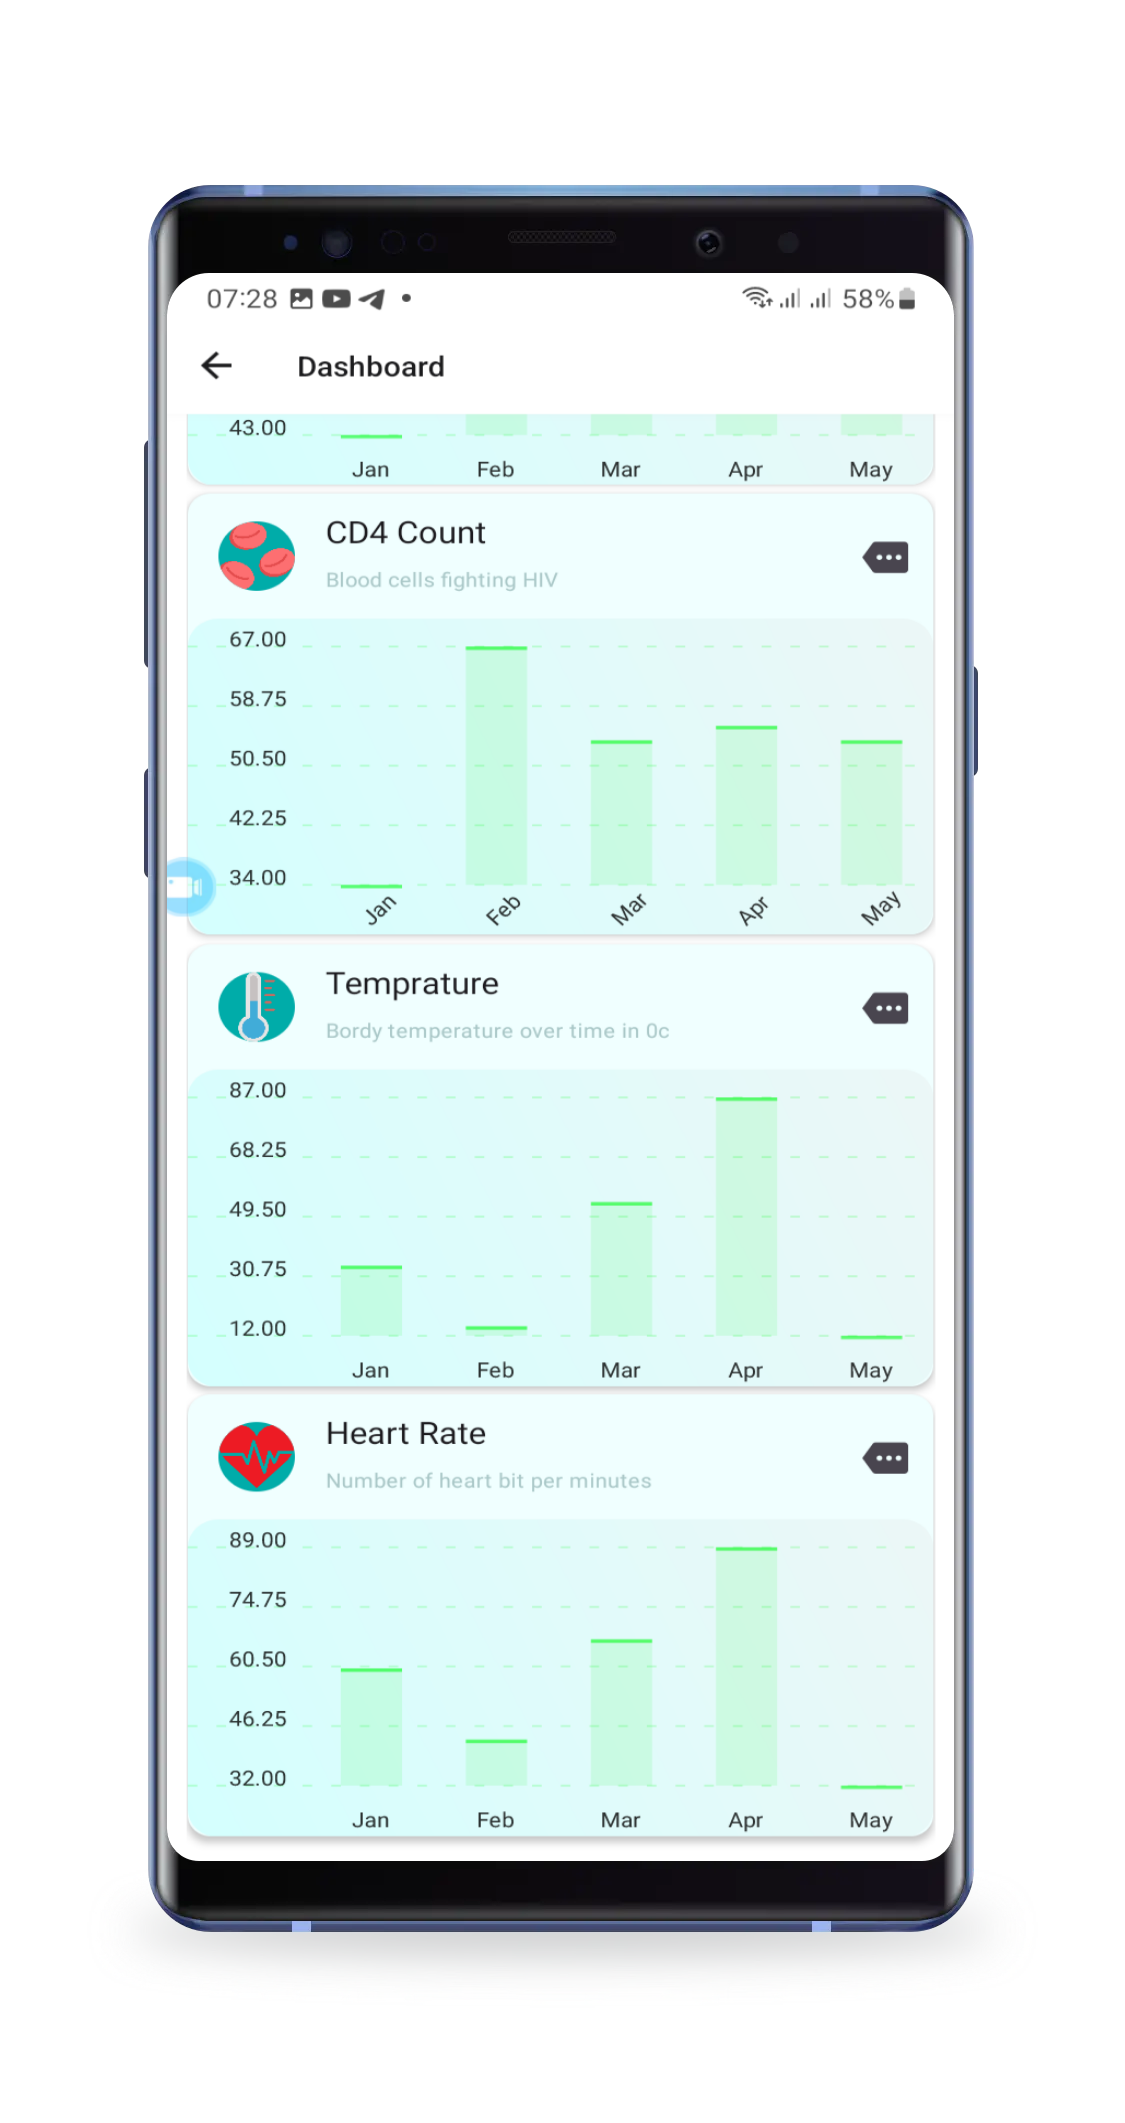 07:28 58%
Dashboard
43.00
Jan Feb Mar Apr May
CD4 Count
Blood cells fighting HIV
67.00
58.75
50.50
42.25
34.00
Jan Feb Mar Apr May
Temprature
Bordy temperature over time in 0c
87.00
68.25
49.50
30.75
12.00
Jan Feb Mar Apr May
Heart Rate
Number of heart bit per minutes
89.00
74.75
60.50
46.25
32.00
Jan Feb Mar Apr May